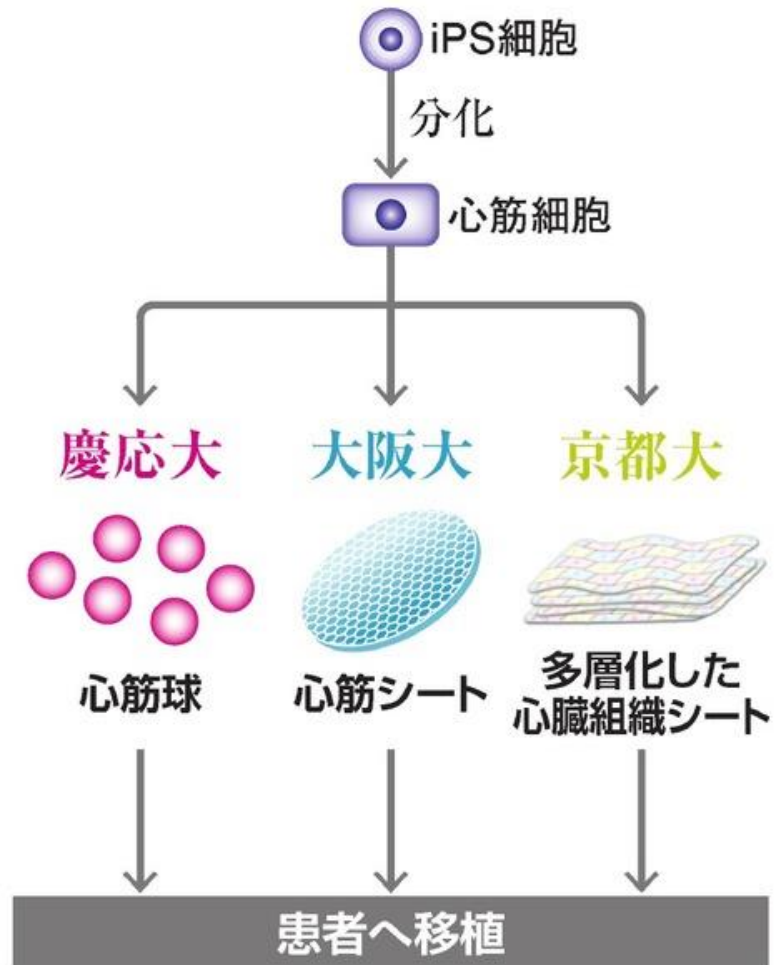 iPS細胞
分化
心筋細胞
慶応大
大阪大
京都大
心筋球
心筋シート
多層化した
心臓組織シート
患者へ移植